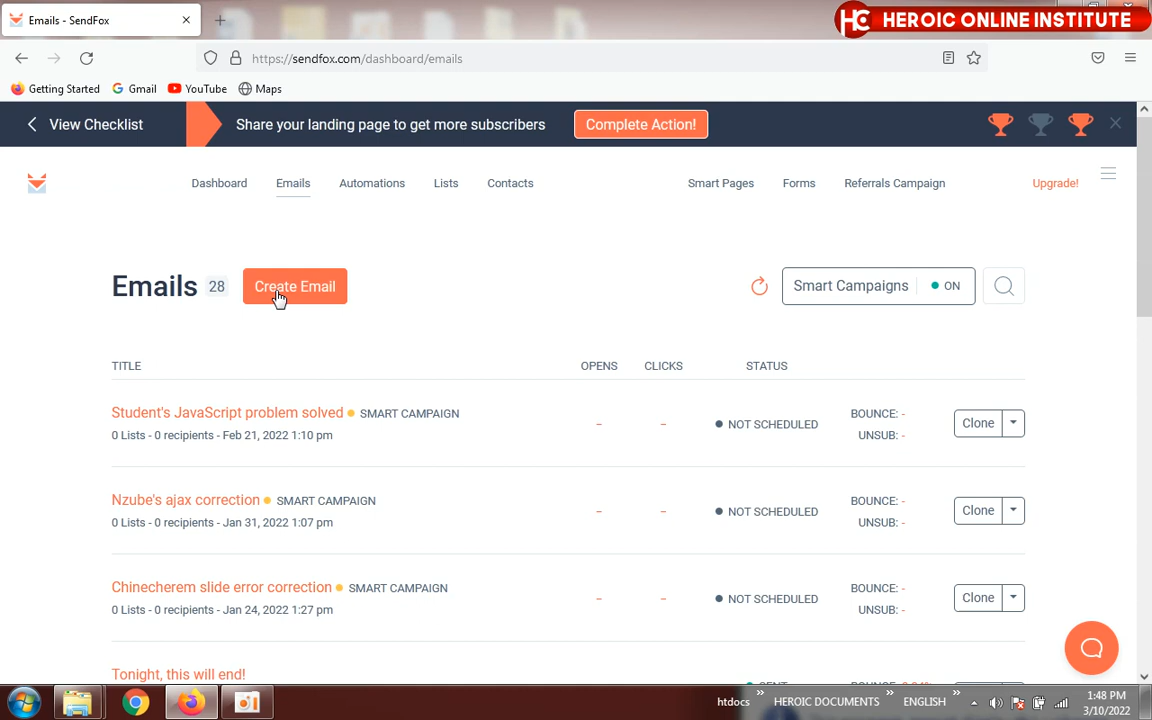 Emails - SendFox
HC HEROIC ONLINE INSTITUTE
https://sendfox.com/dashboard/emails
Getting Started Gmail YouTube Maps
View Checklist Share your landing page to get more subscribers Complete Action!
Dashboard Emails Automations Lists Contacts Smart Pages Forms Referrals Campaign Upgrade!
Emails 28 Create Email Smart Campaigns ON
TITLE OPENS CLICKS STATUS
Student's JavaScript problem solved SMART CAMPAIGN
0 Lists - 0 recipients - Feb 21, 2022 1:10 pm
- - NOT SCHEDULED
BOUNCE: -
UNSUB: -
Clone
Nzube's ajax correction SMART CAMPAIGN
0 Lists - 0 recipients - Jan 31, 2022 1:07 pm
- - NOT SCHEDULED
BOUNCE: -
UNSUB: -
Clone
Chinecherem slide error correction SMART CAMPAIGN
0 Lists - 0 recipients - Jan 24, 2022 1:27 pm
- - NOT SCHEDULED
BOUNCE: -
UNSUB: -
Clone
Tonight, this will end!
htdocs » HEROIC DOCUMENTS » ENGLISH »
1:48 PM
3/10/2022